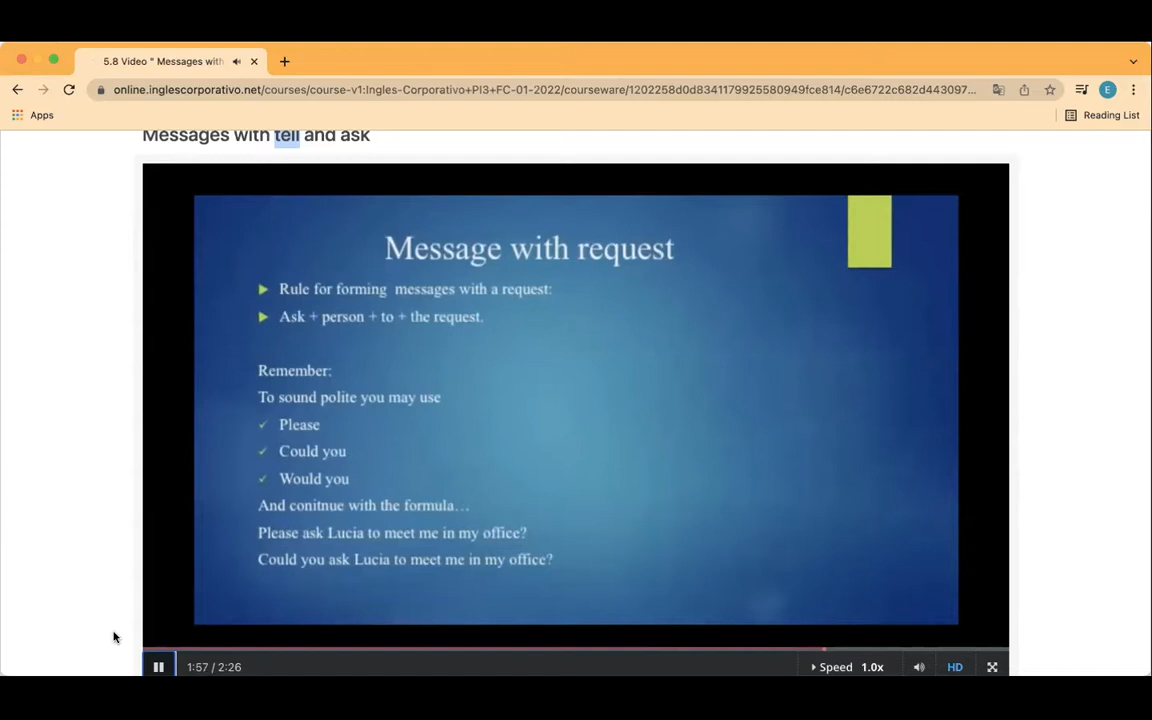 5.8 Video " Messages with
online.inglescorporativo.net/courses/course-v1:Ingles-Corporativo+PI3+FC-01-2022/courseware/1202258d0d8341179925580949fce814/c6e6722c682d443097...
E
Apps
Reading List
Messages with tell and ask
Message with request
Rule for forming messages with a request:
Ask + person + to + the request.
Remember:
To sound polite you may use
Please
Could you
Would you
And conitnue with the formula…
Please ask Lucia to meet me in my office?
Could you ask Lucia to meet me in my office?
1:57 / 2:26
Speed 1.0x
HD